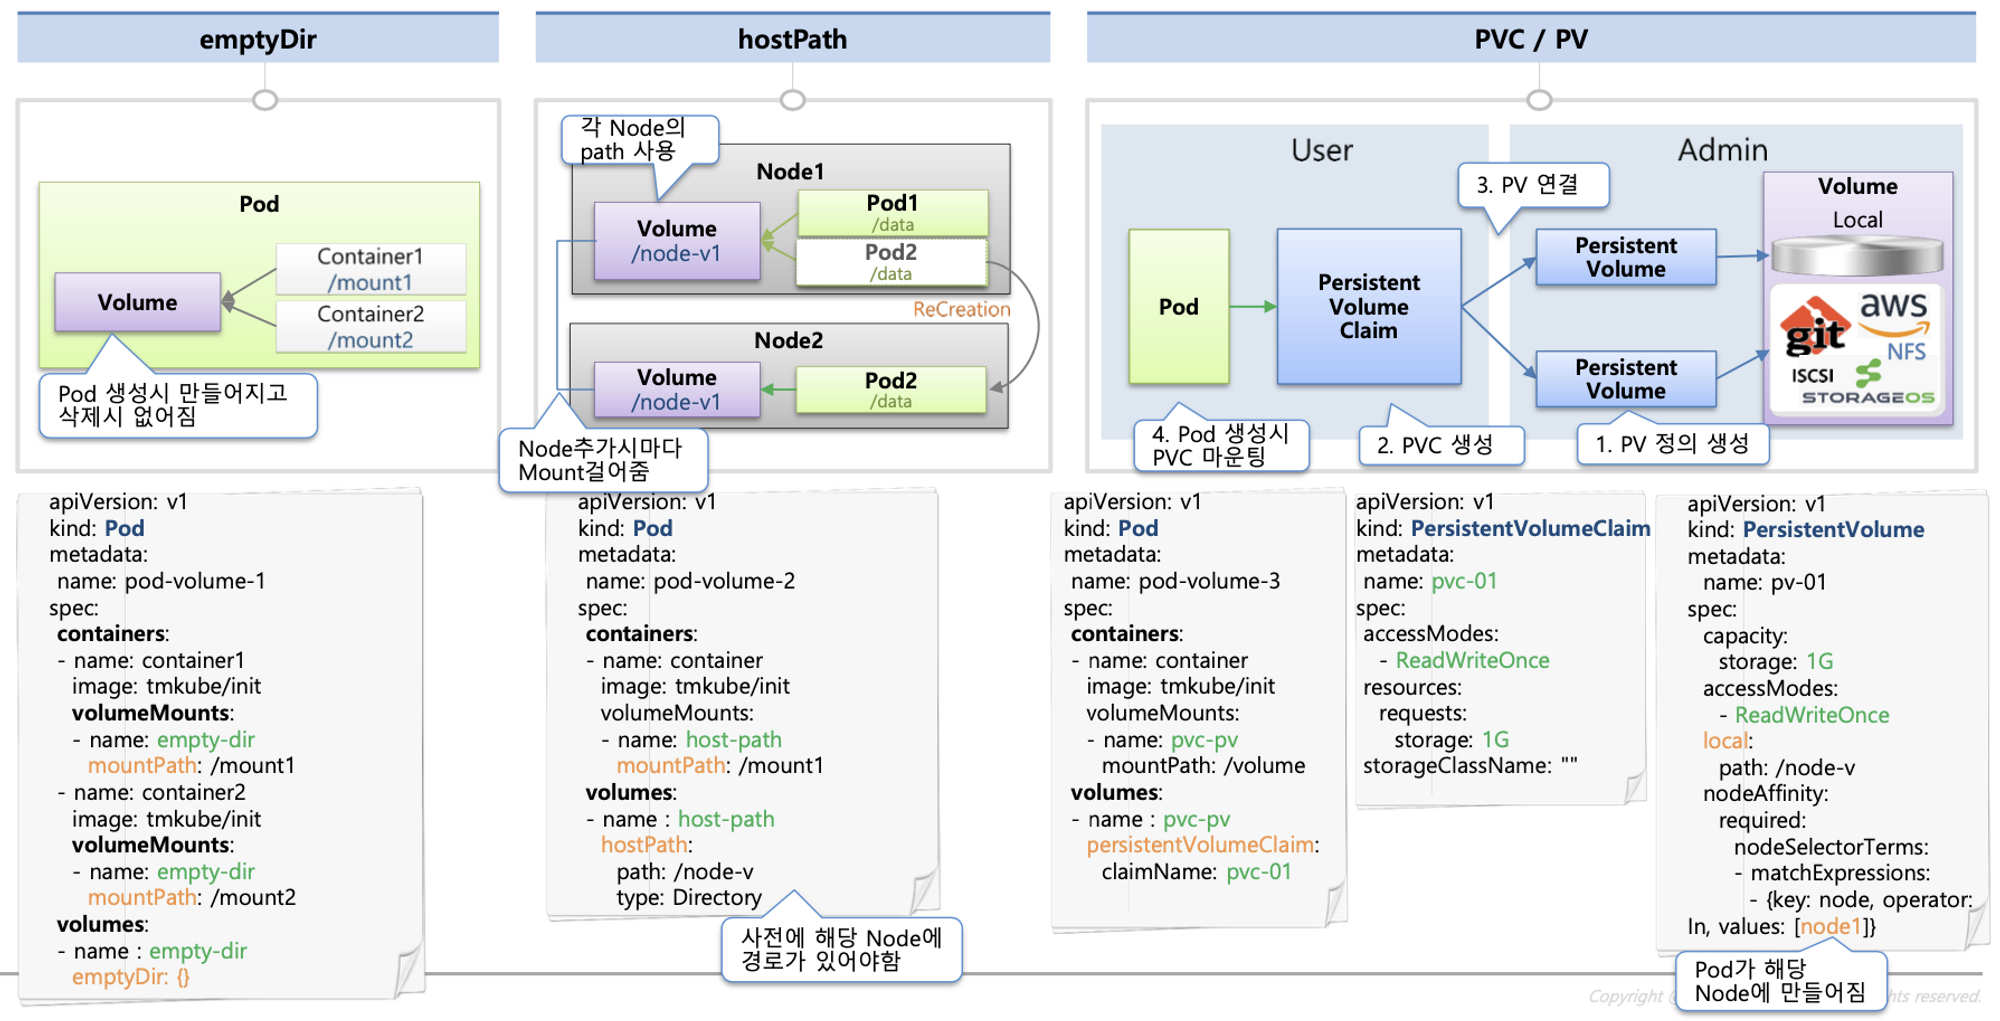 emptyDir
Pod
Container1
/mount1
Volume
Container2
/mount2
Pod 생성시 만들어지고
삭제시 없어짐
apiVersion: v1
kind: Pod
metadata:
name: pod-volume-1
spec:
containers:
- name: container1
image: tmkube/init
volumeMounts:
- name: empty-dir
mountPath: /mount1
- name: container2
image: tmkube/init
volumeMounts:
- name: empty-dir
mountPath: /mount2
volumes:
- name : empty-dir
emptyDir: {}
hostPath
각 Node의
path 사용
Node1
Volume
/node-v1
Pod1
/data
Pod2
/data
ReCreation
Node2
Volume
/node-v1
Pod2
/data
Node추가시마다
Mount걸어줌
apiVersion: v1
kind: Pod
metadata:
name: pod-volume-2
spec:
containers:
- name: container
image: tmkube/init
volumeMounts:
- name: host-path
mountPath: /mount1
volumes:
- name : host-path
hostPath:
path: /node-v
type: Directory
사전에 해당 Node에
경로가 있어야함
PVC / PV
User
Admin
3. PV 연결
Pod
Persistent
Volume
Claim
Persistent
Volume
Persistent
Volume
Volume
Local
git
aws
NFS
ISCSI
STORAGEOS
4. Pod 생성시
PVC 마운팅
2. PVC 생성
1. PV 정의 생성
apiVersion: v1
kind: Pod
metadata:
name: pod-volume-3
spec:
containers:
- name: container
image: tmkube/init
volumeMounts:
- name: pvc-pv
mountPath: /volume
volumes:
- name : pvc-pv
persistentVolumeClaim:
claimName: pvc-01
apiVersion: v1
kind: PersistentVolumeClaim
metadata:
name: pvc-01
spec:
accessModes:
- ReadWriteOnce
resources:
requests:
storage: 1G
storageClassName: ""
apiVersion: v1
kind: PersistentVolume
metadata:
name: pv-01
spec:
capacity:
storage: 1G
accessModes:
- ReadWriteOnce
local:
path: /node-v
nodeAffinity:
required:
nodeSelectorTerms:
- matchExpressions:
- {key: node, operator:
In, values: [node1]}
Pod가 해당
Node에 만들어짐
Copyright
reserved.